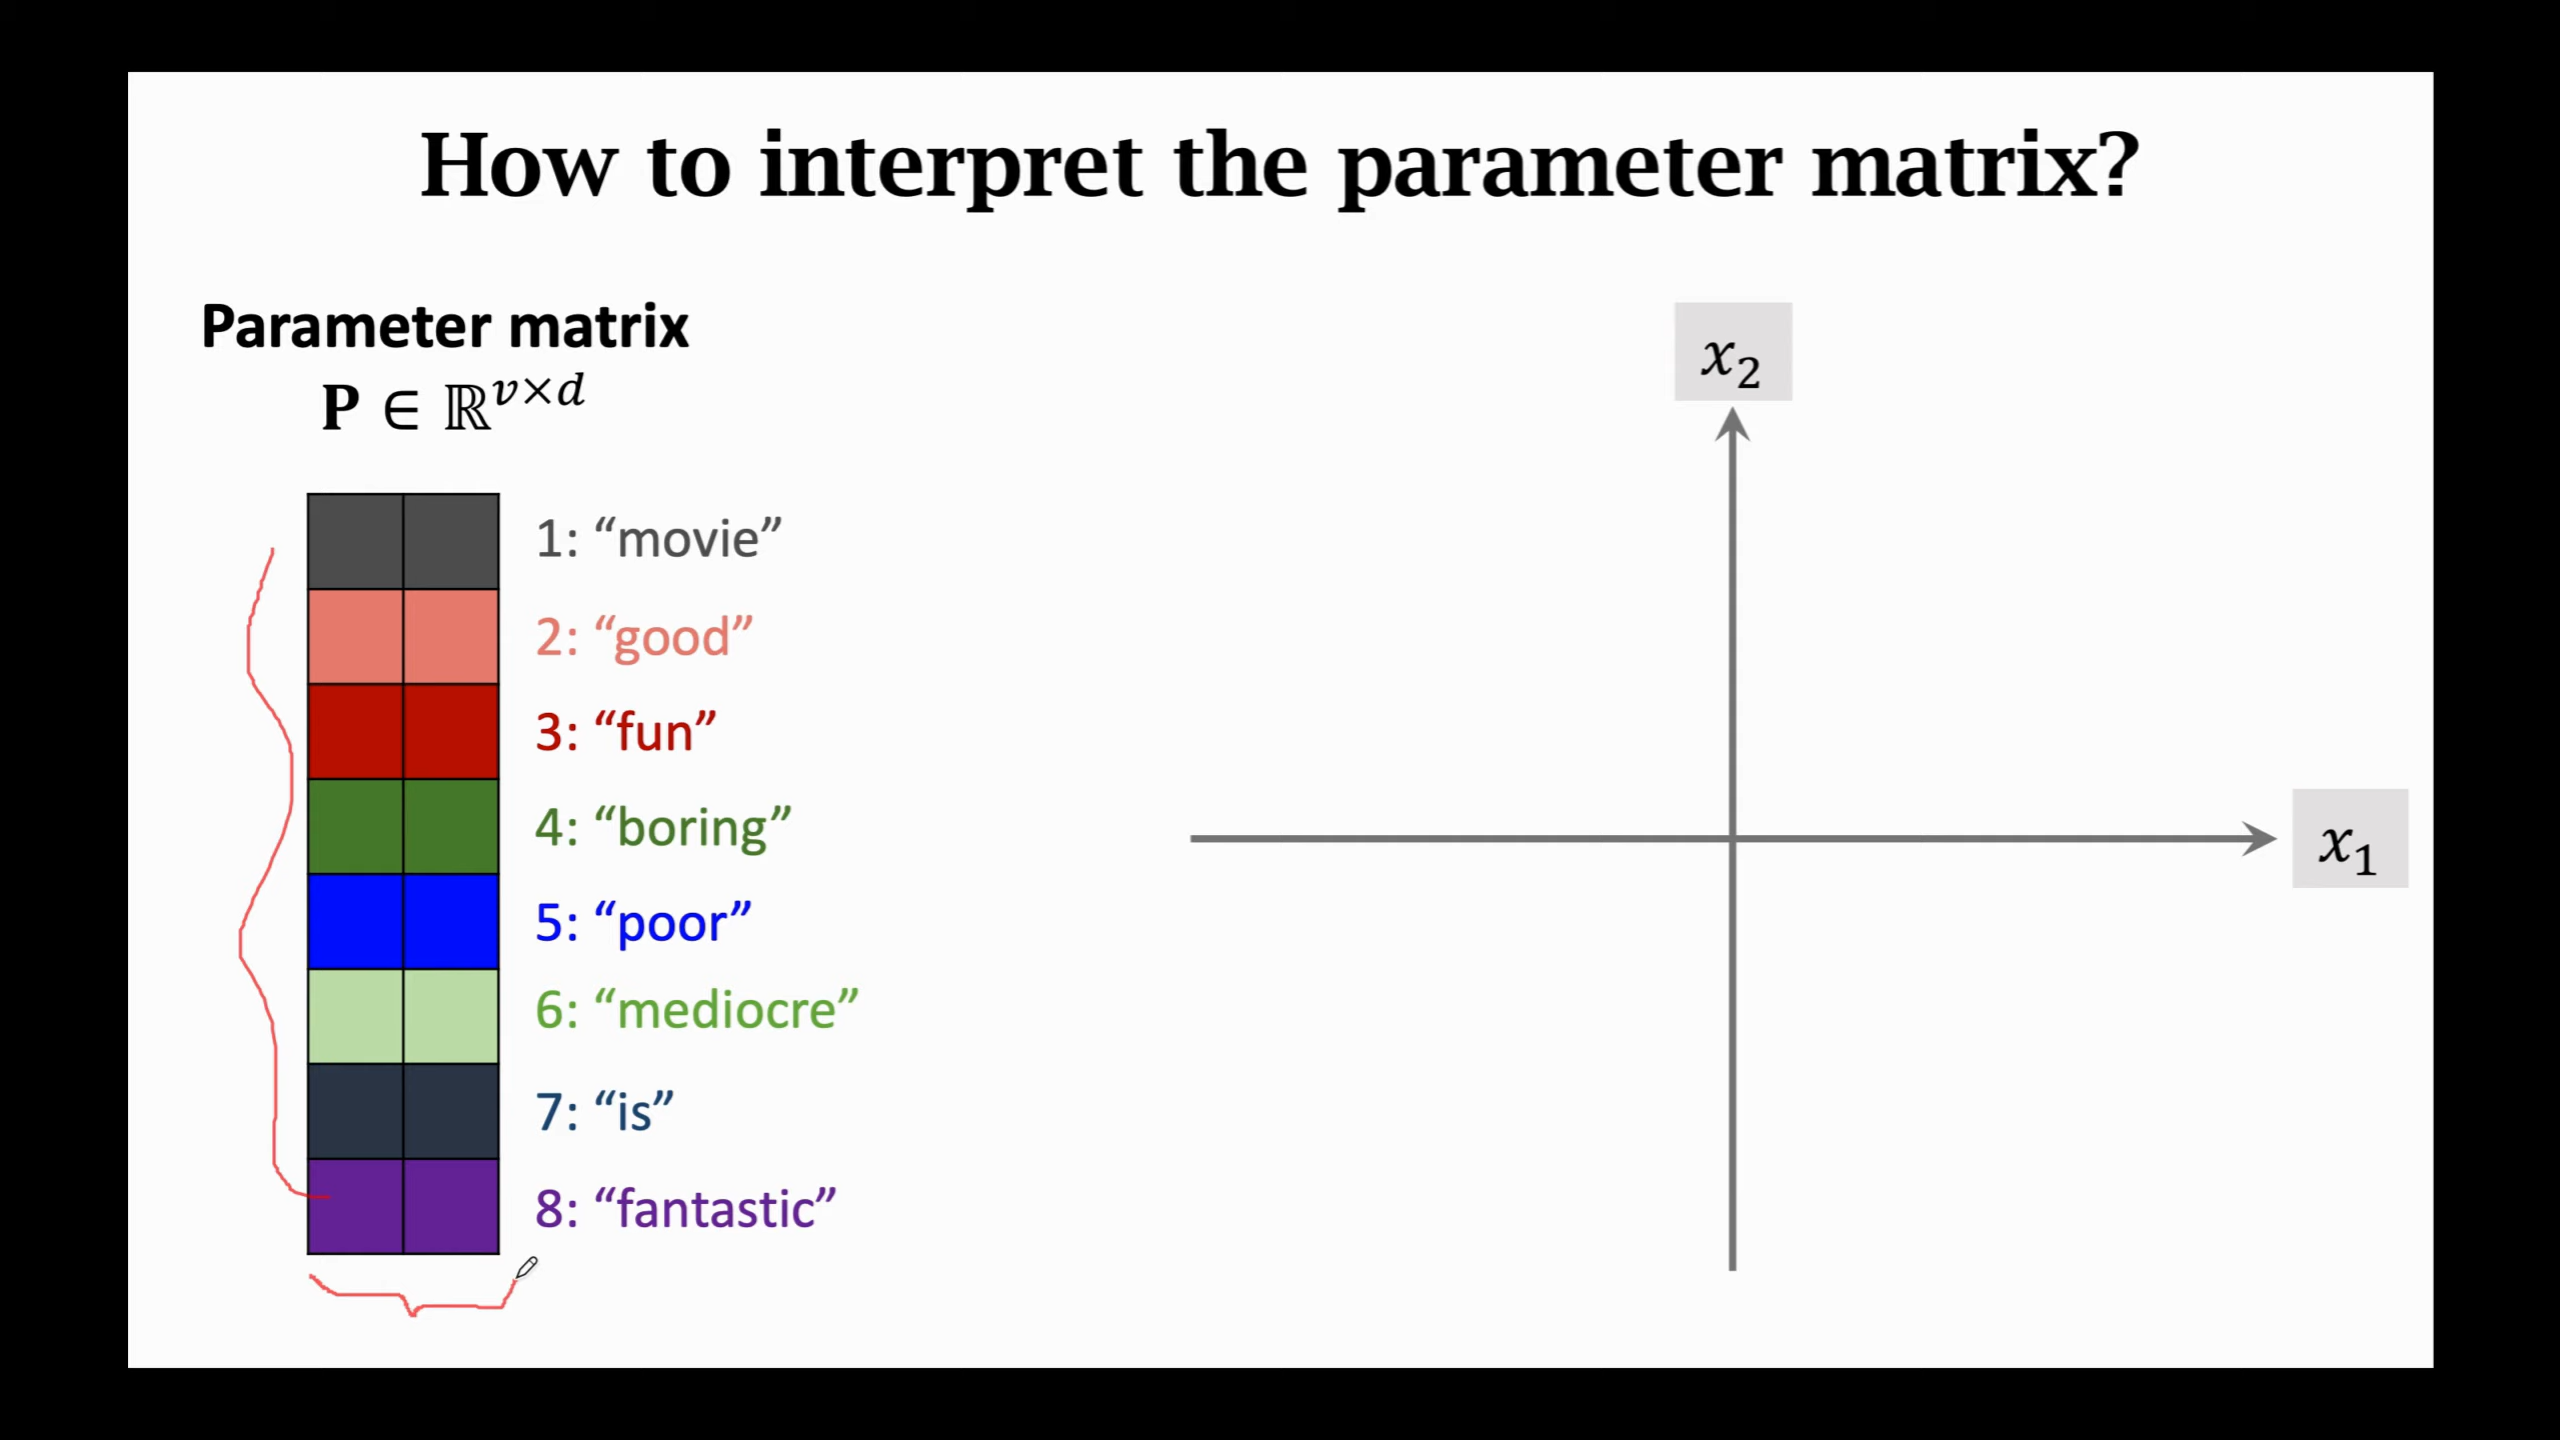 How to interpret the parameter matrix?
Parameter matrix
P ∈ ℝ^{v×d}
1: “movie”
2: “good”
3: “fun”
4: “boring”
5: “poor”
6: “mediocre”
7: “is”
8: “fantastic”
x₂
x₁